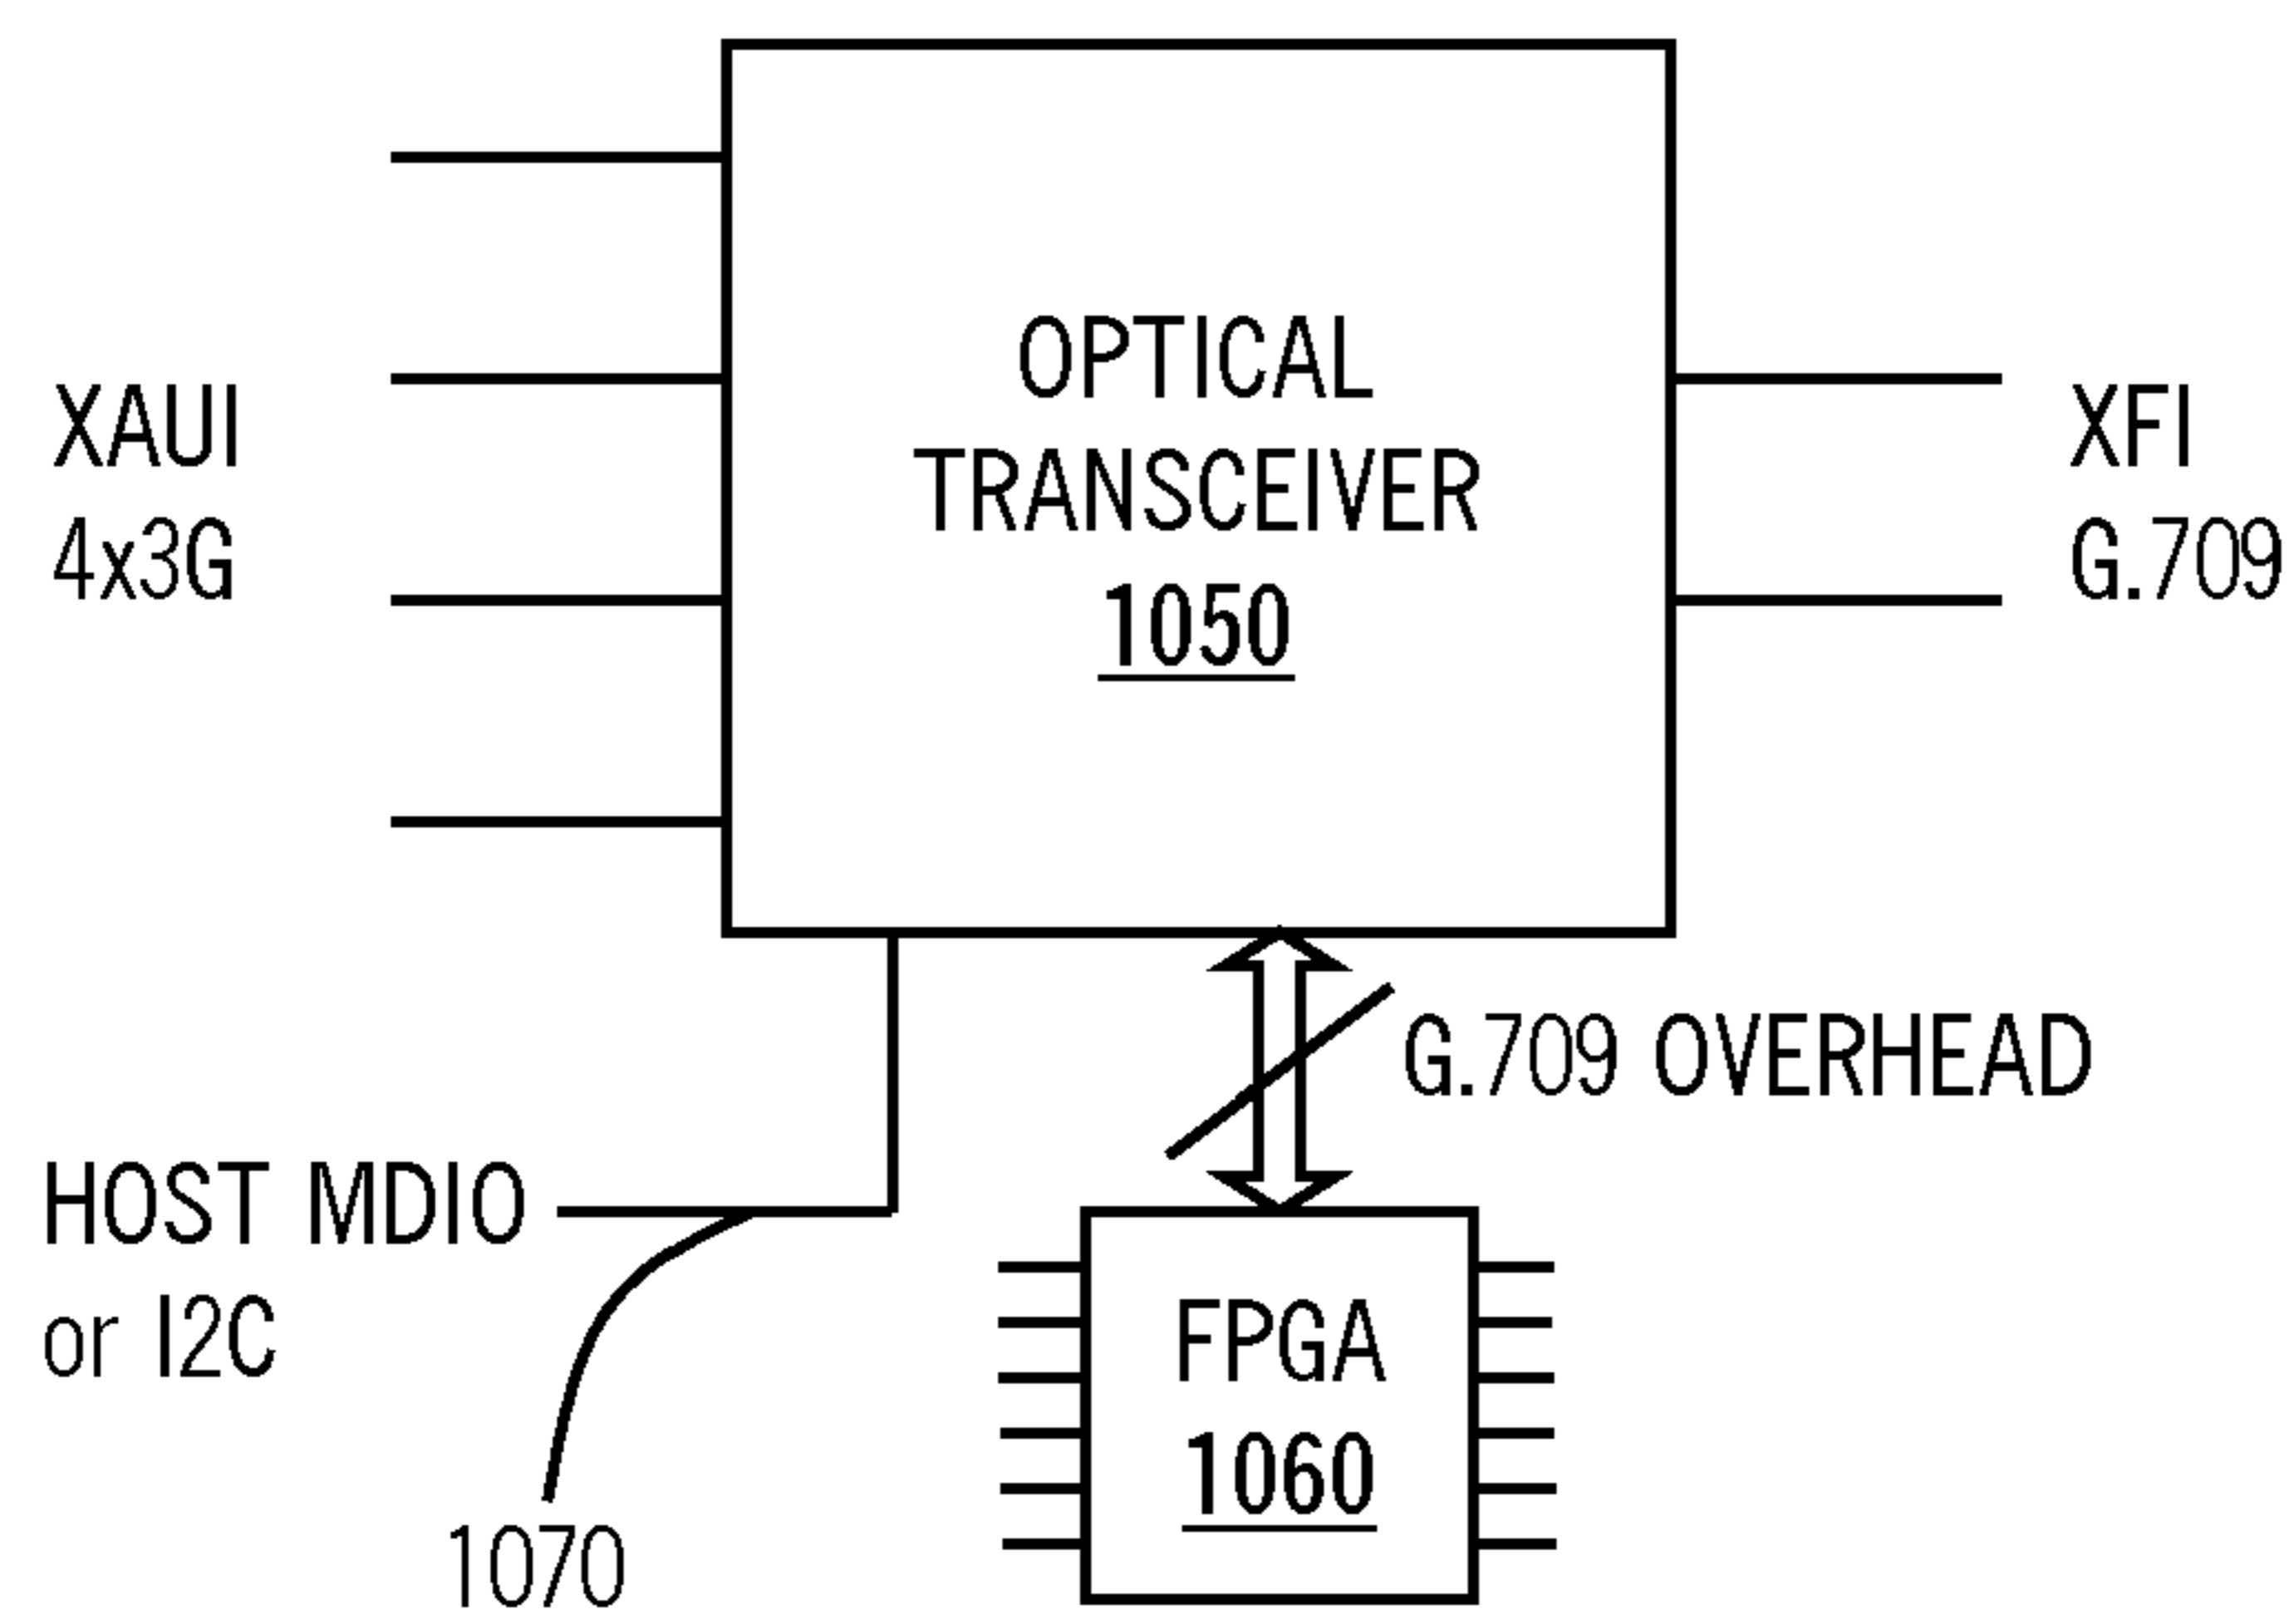 OPTICAL
TRANSCEIVER
1050
XAUI
4x3G
XFI
G.709
G.709 OVERHEAD
HOST MDIO
or I2C
1070
FPGA
1060